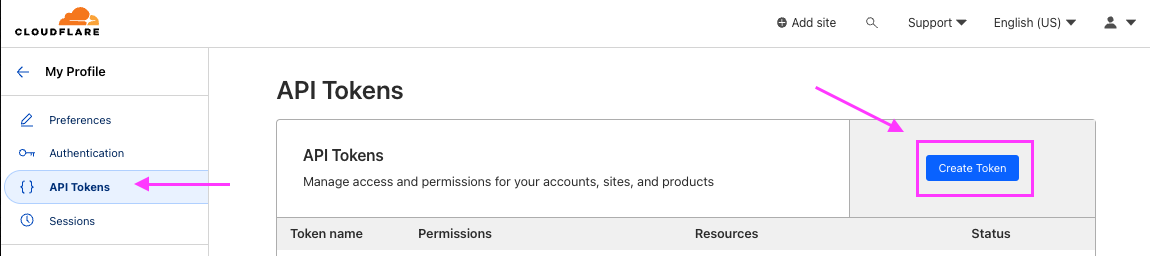 CLOUDFLARE
Add site
Support
English (US)
My Profile
Preferences
Authentication
API Tokens
Sessions
API Tokens
API Tokens
Manage access and permissions for your accounts, sites, and products
Create Token
Token name Permissions Resources Status